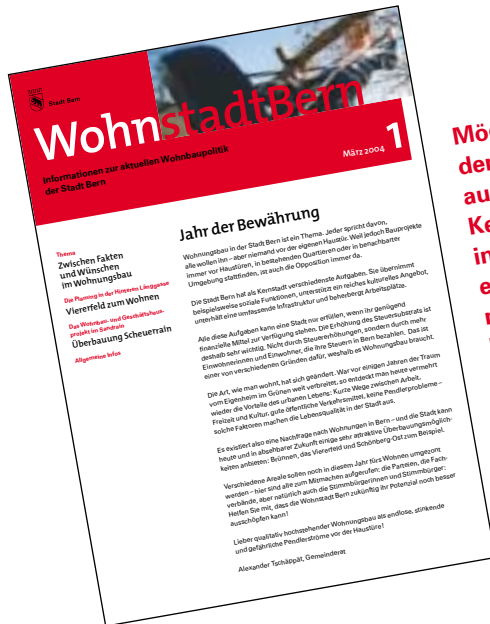 Stadt Bern
WohnstadtBern
Informationen zur aktuellen Wohnbaupolitik
der Stadt Bern
März 2004
1
Thema
Zwischen Fakten
und Wünschen
im Wohnungsbau
Die Planung in der Hinteren Länggasse
Viererfeld zum Wohnen
Das Wohnbau- und Geschäftshaus-
projekt im Sandrain
Überbauung Scheuerrain
Allgemeine Infos
Jahr der Bewährung
Wohnungsbau in der Stadt Bern ist ein Thema. Jeder spricht davon,
alle wollen ihn – aber niemand vor der eigenen Haustür. Weil jedoch Bauprojekte
immer vor Haustüren, in bestehenden Quartieren oder in benachbarter
Umgebung stattfinden, ist auch die Opposition immer da.
Die Stadt Bern hat als Kernstadt verschiedenste Aufgaben. Sie übernimmt
beispielsweise soziale Funktionen, unterstützt ein reiches kulturelles Angebot,
unterhält eine umfassende Infrastruktur und beherbergt Arbeitsplätze.
Alle diese Aufgaben kann eine Stadt nur erfüllen, wenn ihr genügend
finanzielle Mittel zur Verfügung stehen. Die Erhöhung des Steuersubstrats ist
deshalb sehr wichtig. Nicht durch Steuererhöhungen, sondern durch mehr
Einwohnerinnen und Einwohner, die ihre Steuern in Bern bezahlen. Das ist
einer von verschiedenen Gründen dafür, weshalb es Wohnungsbau braucht.
Die Art, wie man wohnt, hat sich geändert. War vor einigen Jahren der Traum
vom Eigenheim im Grünen weit verbreitet, so entdeckt man heute vermehrt
wieder die Vorteile des urbanen Lebens: Kurze Wege zwischen Arbeit,
Freizeit und Kultur, gute öffentliche Verkehrsmittel, keine Pendlerprobleme –
solche Faktoren machen die Lebensqualität in der Stadt aus.
Es existiert also eine Nachfrage nach Wohnungen in Bern – und die Stadt kann
heute und in absehbarer Zukunft einige sehr attraktive Überbauungsmöglich-
keiten anbieten: Brünnen, das Viererfeld und Schönberg-Ost zum Beispiel.
Verschiedene Areale sollen noch in diesem Jahr fürs Wohnen umgezont
werden – hier sind alle zum Mitmachen aufgerufen: die Parteien, die Fach-
verbände, aber natürlich auch die Stimmbürgerinnen und Stimmbürger:
Helfen Sie mit, dass die Wohnstadt Bern zukünftig ihr Potenzial noch besser
ausschöpfen kann!
Lieber qualitativ hochstehender Wohnungsbau als endlose, stinkende
und gefährliche Pendlerströme vor der Haustüre!
Alexander Tschäppät, Gemeinderat